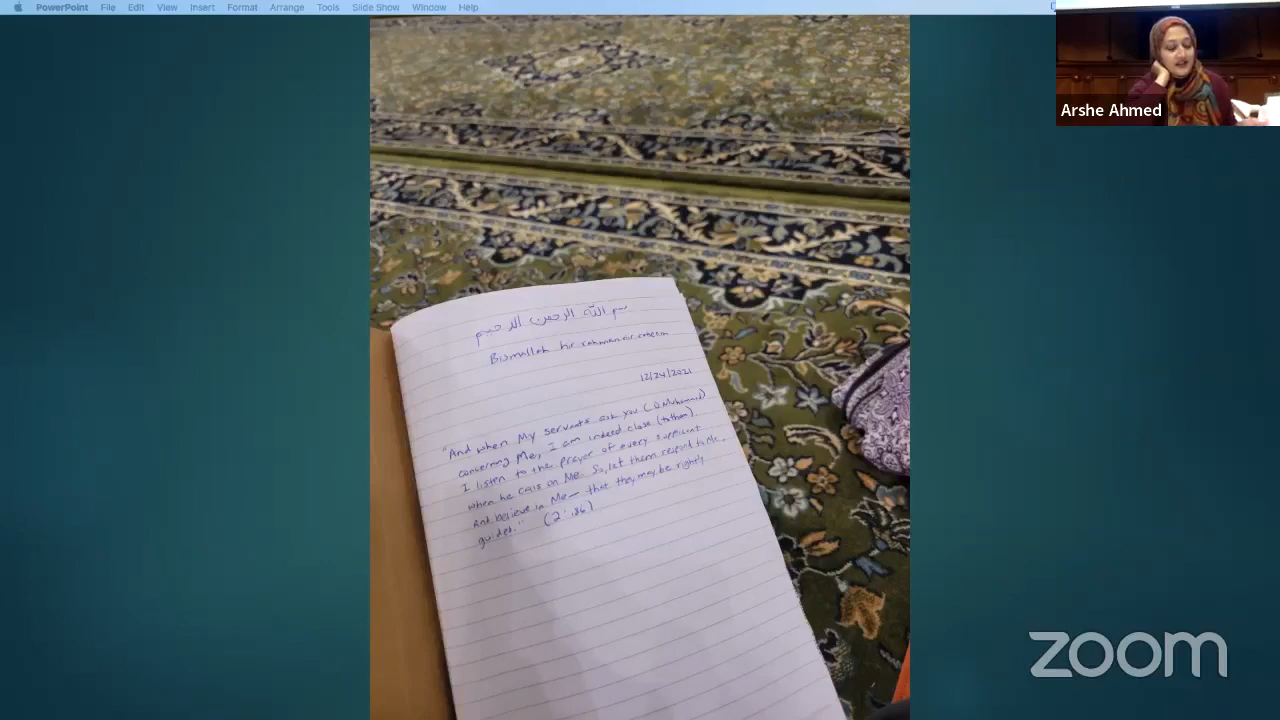 PowerPoint File Edit View Insert Format Arrange Tools Slide Show Window Help
Arshe Ahmed
بسم الله الرحمن الرحيم
Bismallah hir rahman nir raheem
12/24/2021
"And when My servants ask you (O Muhammad)
concerning Me, I am indeed close (to them).
I listen to the prayer of every supplicant
when he calls on Me. So, let them respond to Me,
and believe in Me— that they may be rightly
guided." (2:186)
zoom